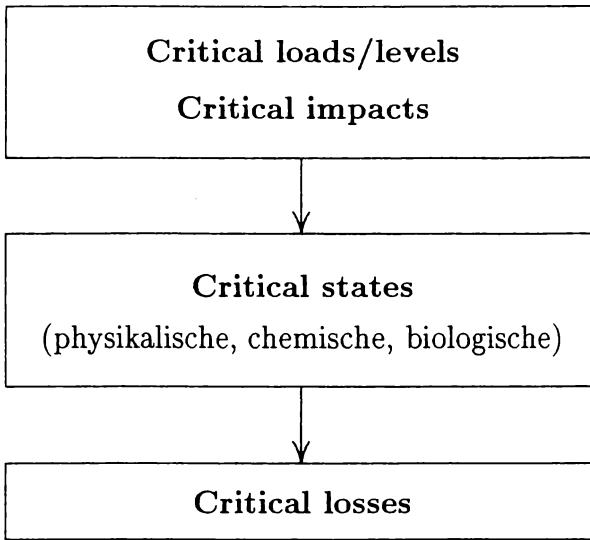 Critical loads/levels
Critical impacts
Critical states
(physikalische, chemische, biologische)
Critical losses